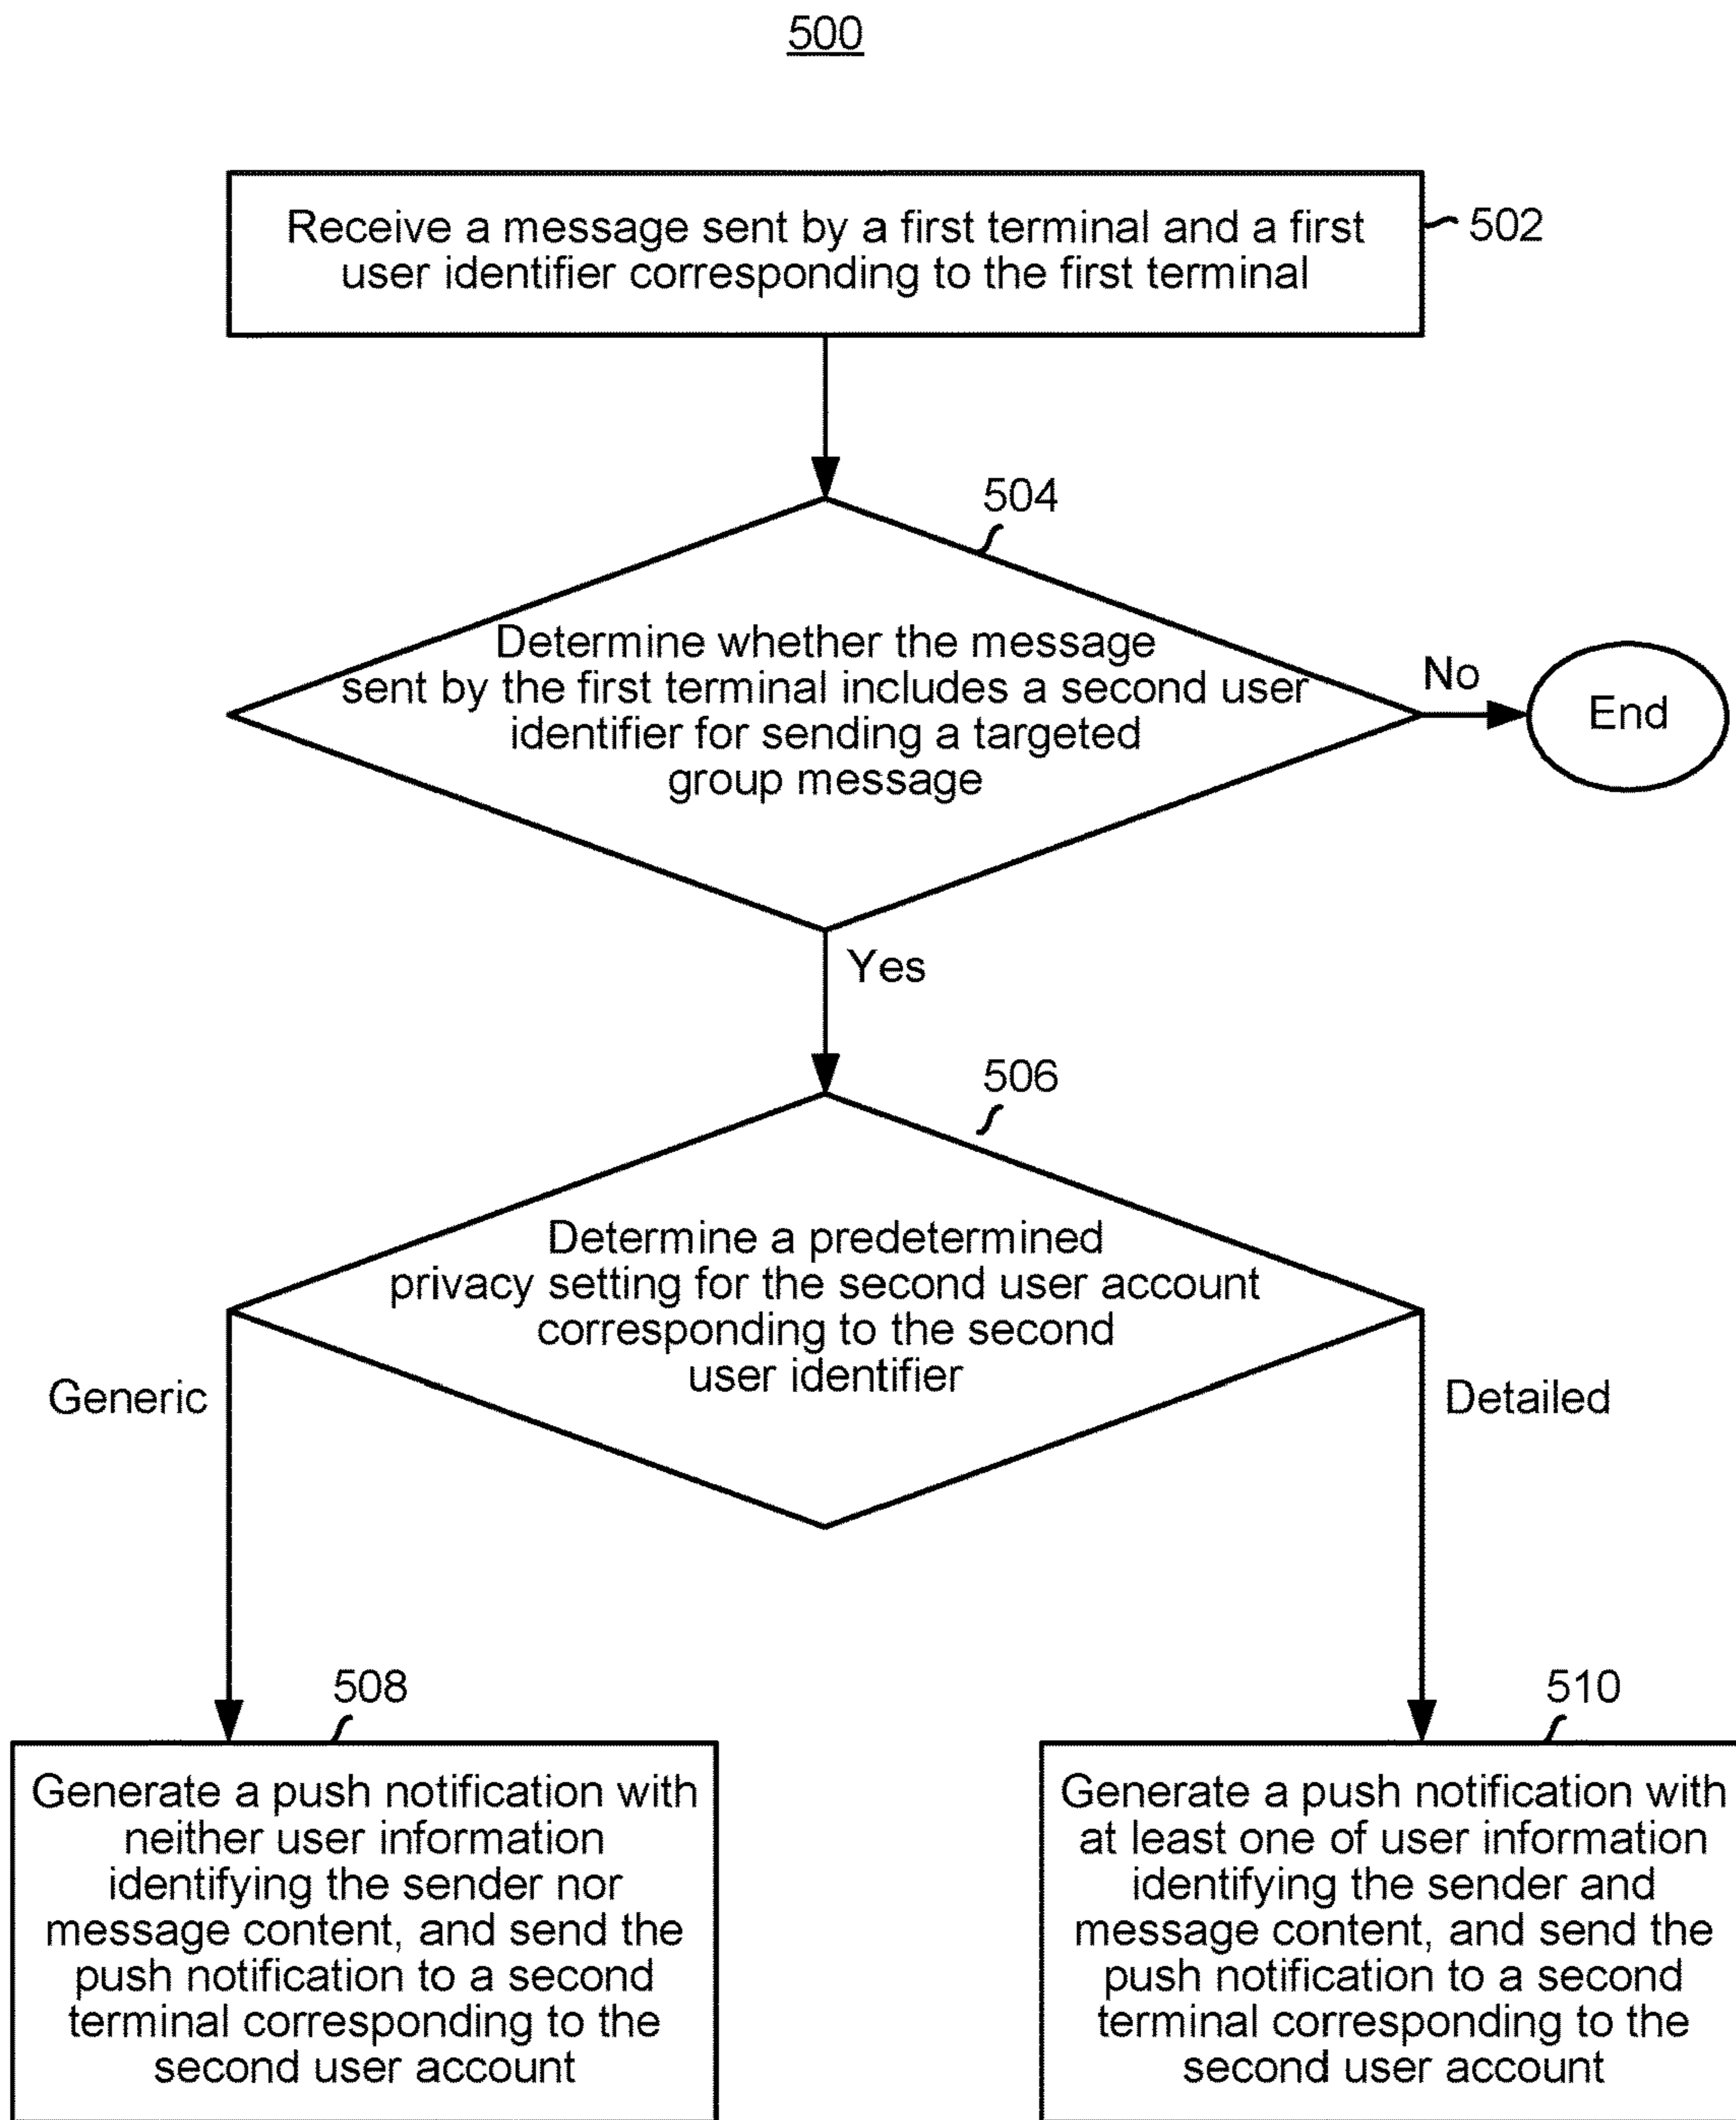 500
Receive a message sent by a first terminal and a first
user identifier corresponding to the first terminal
502
504
Determine whether the message
sent by the first terminal includes a second user
identifier for sending a targeted
group message
No
End
Yes
506
Determine a predetermined
privacy setting for the second user account
corresponding to the second
user identifier
Generic
Detailed
508
Generate a push notification with
neither user information
identifying the sender nor
message content, and send the
push notification to a second
terminal corresponding to the
second user account
510
Generate a push notification with
at least one of user information
identifying the sender and
message content, and send the
push notification to a second
terminal corresponding to the
second user account